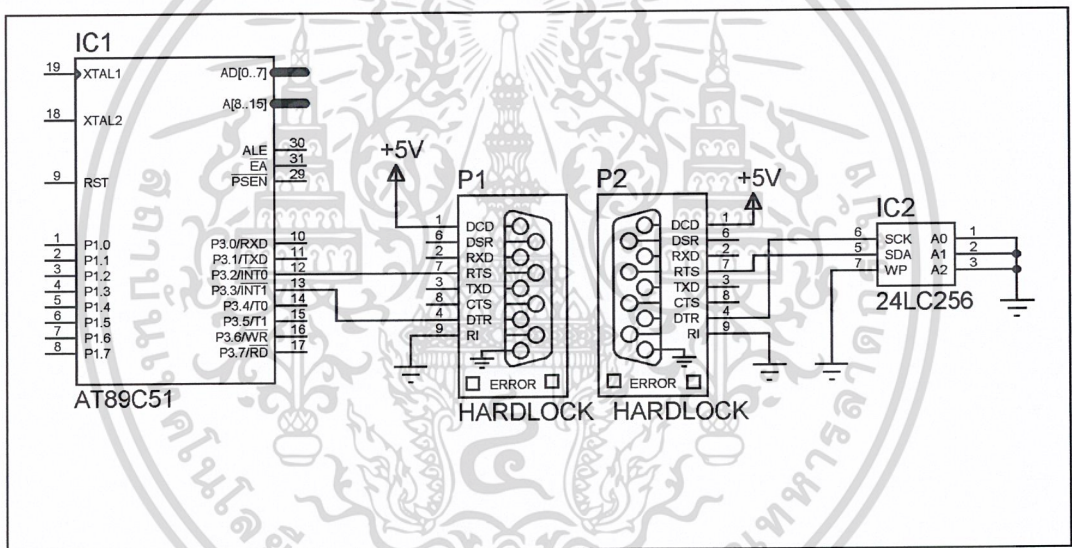 IC1
19 XTAL1 AD[0..7]
A[8..15]
18 XTAL2
ALE 30
EA 31
9 RST PSEN 29
1 P1.0 P3.0/RXD 10
2 P1.1 P3.1/TXD 11
3 P1.2 P3.2/INT0 12
4 P1.3 P3.3/INT1 13
5 P1.4 P3.4/T0 14
6 P1.5 P3.5/T1 15
7 P1.6 P3.6/WR 16
8 P1.7 P3.7/RD 17
AT89C51
+5V
P1
1 DCD
6 DSR
2 RXD
7 RTS
3 TXD
8 CTS
4 DTR
9 RI
ERROR
HARDLOCK
P2
+5V
DCD 1
DSR 6
RXD 2
RTS 7
TXD 3
CTS 8
DTR 4
RI 9
ERROR
HARDLOCK
IC2
6 SCK A0 1
5 SDA A1 2
7 WP A2 3
24LC256